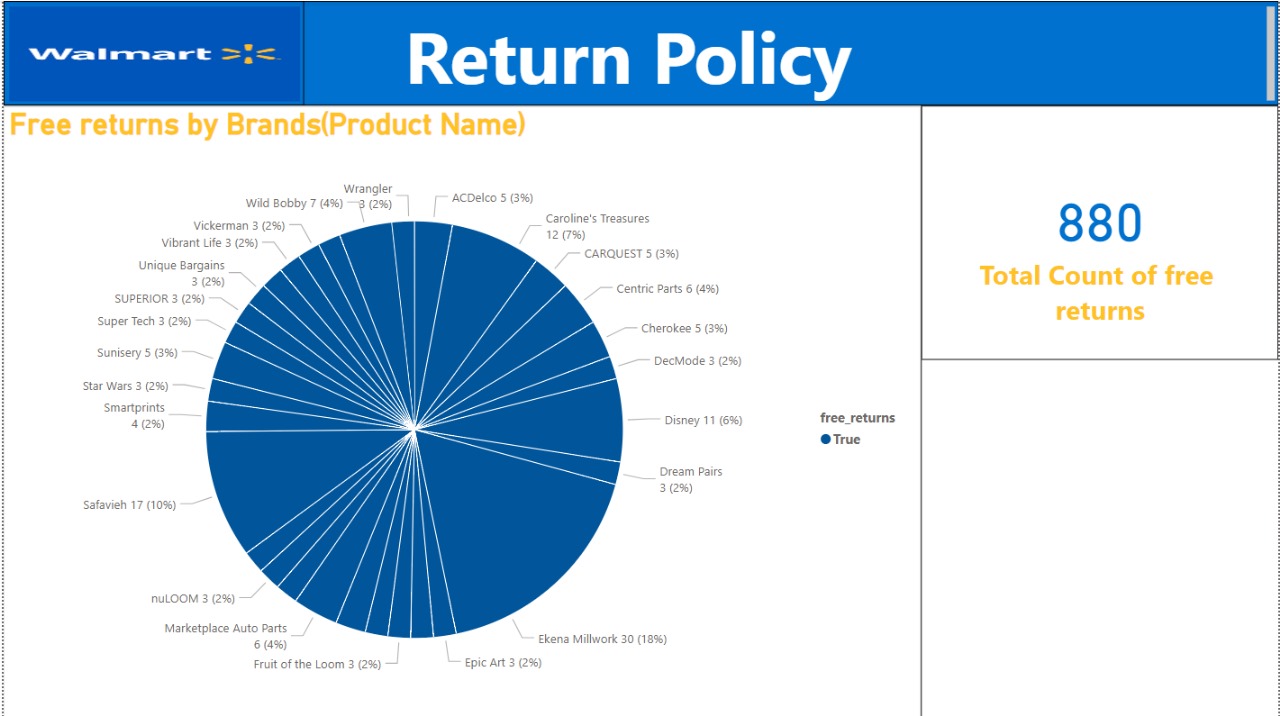 Walmart
Return Policy
Free returns by Brands(Product Name)
880
Total Count of free
returns
ACDelco 5 (3%)
Caroline's Treasures
12 (7%)
CARQUEST 5 (3%)
Centric Parts 6 (4%)
Cherokee 5 (3%)
DecMode 3 (2%)
Disney 11 (6%)
Dream Pairs
3 (2%)
Ekena Millwork 30 (18%)
Epic Art 3 (2%)
Fruit of the Loom 3 (2%)
Marketplace Auto Parts
6 (4%)
nuLOOM 3 (2%)
Safavieh 17 (10%)
Smartprints
4 (2%)
Star Wars 3 (2%)
Sunisery 5 (3%)
Super Tech 3 (2%)
SUPERIOR 3 (2%)
Unique Bargains
3 (2%)
Vibrant Life 3 (2%)
Vickerman 3 (2%)
Wild Bobby 7 (4%)
Wrangler
3 (2%)
free_returns
True